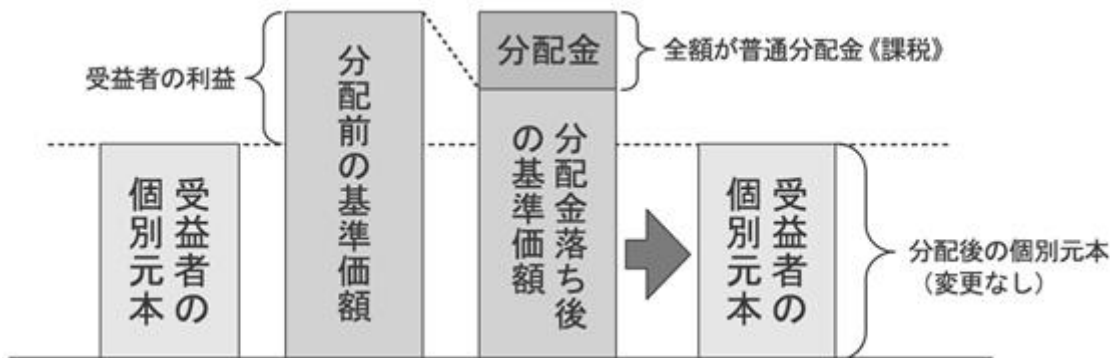 受益者の利益
受益者の
個別元本
分配前の基準価額
分配金
全額が普通分配金《課税》
分配金落ち後
の基準価額
受益者の
個別元本
分配後の個別元本
（変更なし）